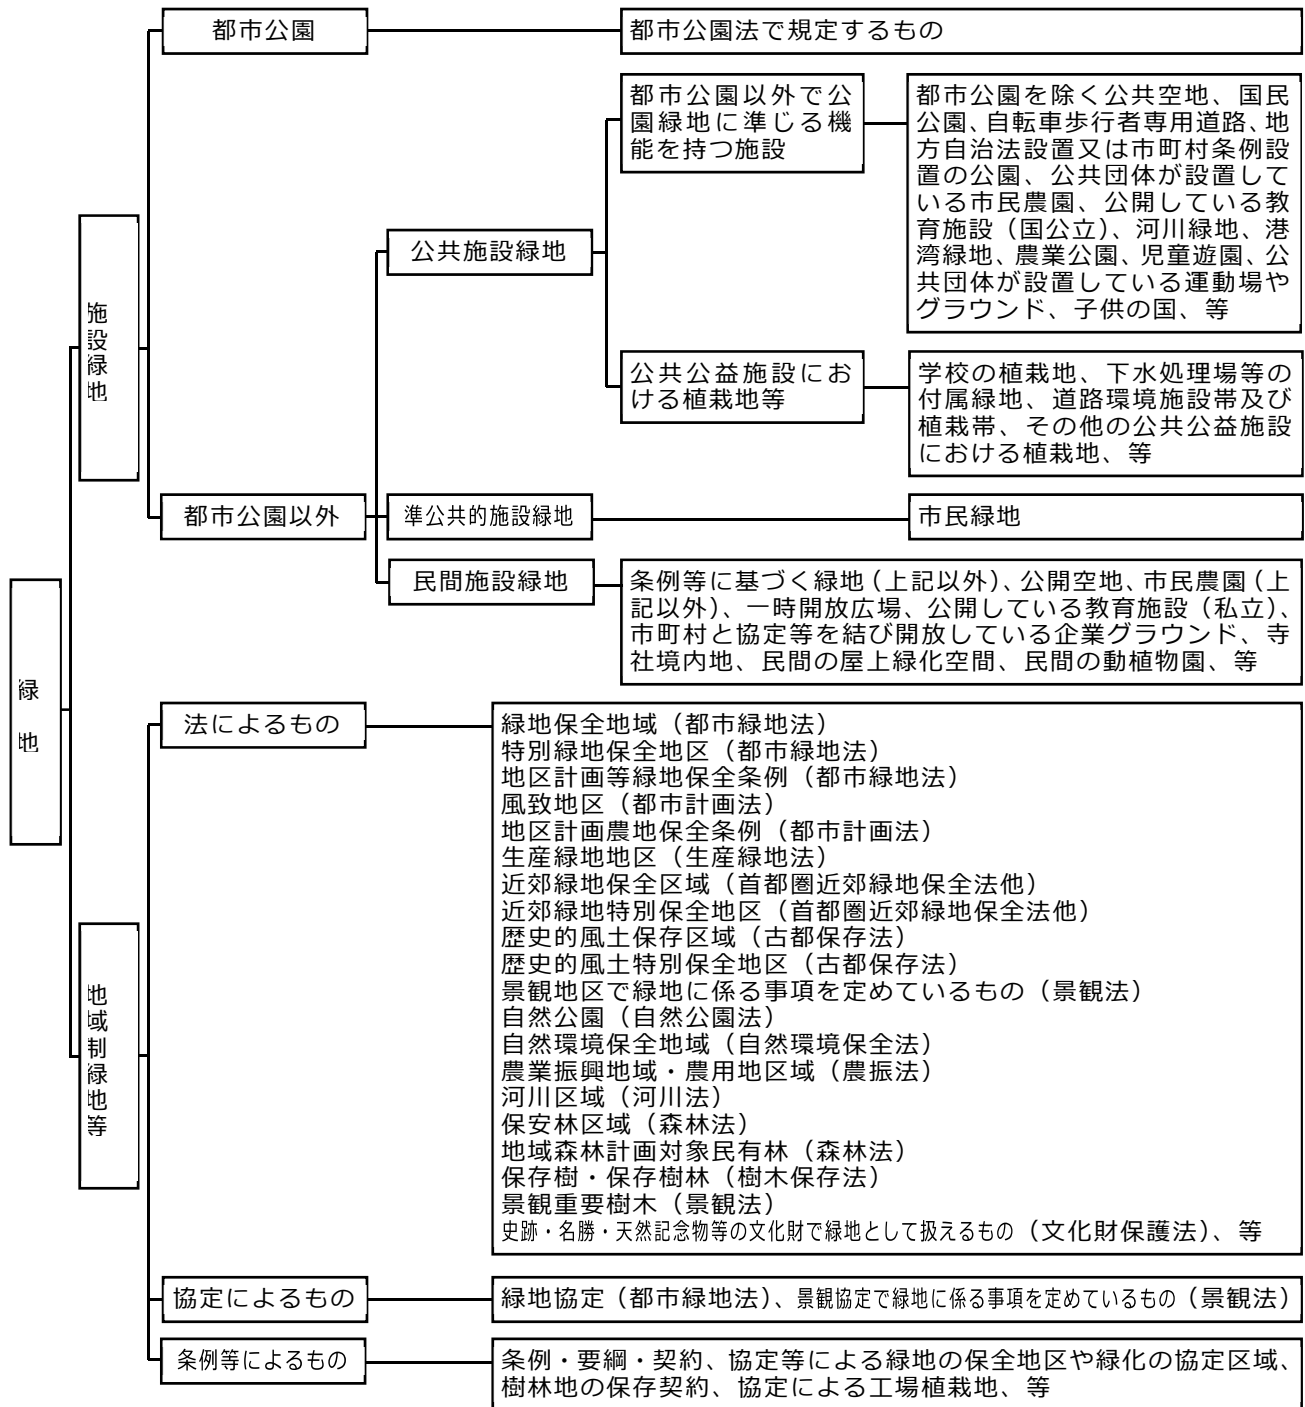 都市公園
都市公園法で規定するもの
都市公園以外で公
園緑地に準じる機
能を持つ施設
都市公園を除く公共空地、国民
公園、自転車歩行者専用道路、地
方自治法設置又は市町村条例設
置の公園、公共団体が設置して
いる市民農園、公開している教
育施設（国公立）、河川緑地、港
湾緑地、農業公園、児童遊園、公
共団体が設置している運動場や
グラウンド、子供の国、等
公共施設緑地
施設緑地
公共公益施設にお
ける植栽地等
学校の植栽地、下水処理場等の
付属緑地、道路環境施設帯及び
植栽帯、その他の公共公益施設
における植栽地、等
都市公園以外
準公共的施設緑地
市民緑地
民間施設緑地
条例等に基づく緑地（上記以外）、公開空地、市民農園（上
記以外）、一時開放広場、公開している教育施設（私立）、
市町村と協定等を結び開放している企業グラウンド、寺
社境内地、民間の屋上緑化空間、民間の動植物園、等
緑地
法によるもの
緑地保全地域（都市緑地法）
特別緑地保全地区（都市緑地法）
地区計画等緑地保全条例（都市緑地法）
風致地区（都市計画法）
地区計画農地保全条例（都市計画法）
生産緑地地区（生産緑地法）
近郊緑地保全区域（首都圏近郊緑地保全法他）
近郊緑地特別保全地区（首都圏近郊緑地保全法他）
歴史的風土保存区域（古都保存法）
歴史的風土特別保全地区（古都保存法）
景観地区で緑地に係る事項を定めているもの（景観法）
自然公園（自然公園法）
自然環境保全地域（自然環境保全法）
農業振興地域・農用地区域（農振法）
河川区域（河川法）
保安林区域（森林法）
地域森林計画対象民有林（森林法）
保存樹・保存樹林（樹木保存法）
景観重要樹木（景観法）
史跡・名勝・天然記念物等の文化財で緑地として扱えるもの（文化財保護法）、等
地域制緑地等
協定によるもの
緑地協定（都市緑地法）、景観協定で緑地に係る事項を定めているもの（景観法）
条例等によるもの
条例・要綱・契約、協定等による緑地の保全地区や緑化の協定区域、
樹林地の保存契約、協定による工場植栽地、等